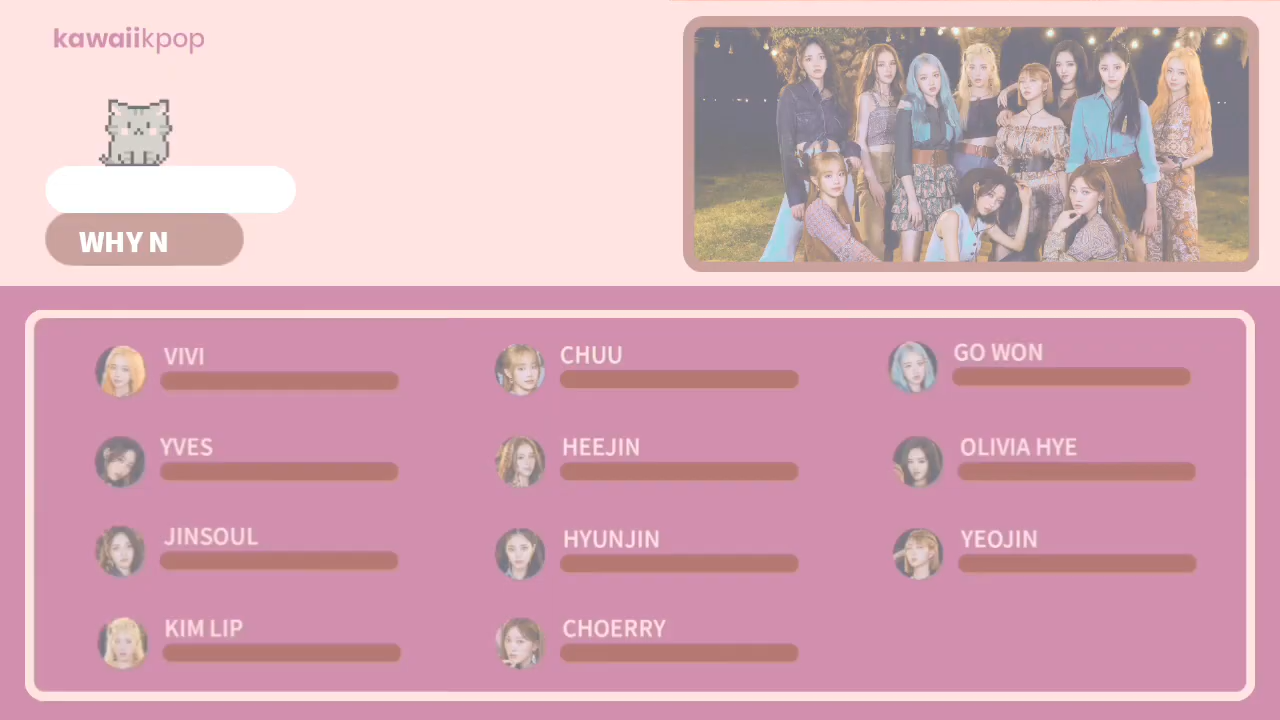 kawaiikpop
WHY N
VIVI
CHUU
GO WON
YVES
HEEJIN
OLIVIA HYE
JINSOUL
HYUNJIN
YEOJIN
KIM LIP
CHOERRY